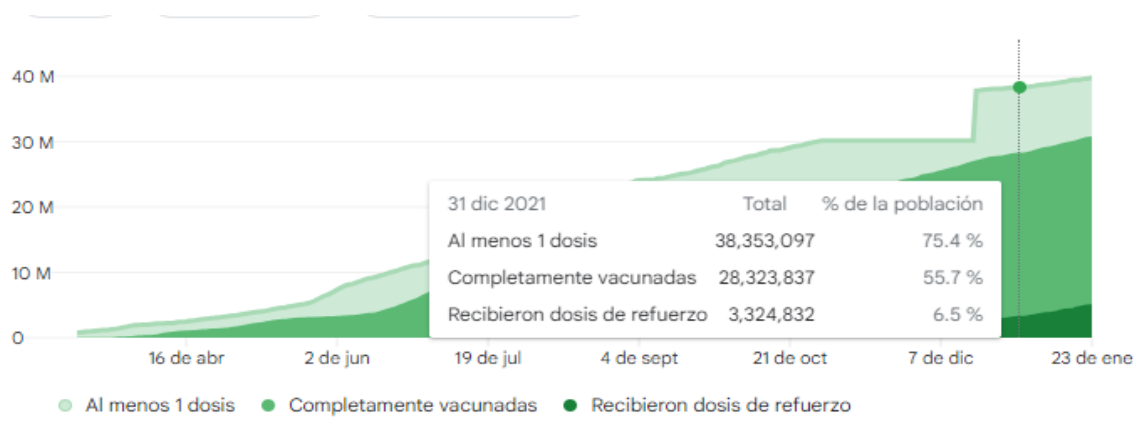 40 M
30 M
20 M
10 M
0
31 dic 2021 Total % de la población
Al menos 1 dosis 38,353,097 75.4 %
Completamente vacunadas 28,323,837 55.7 %
Recibieron dosis de refuerzo 3,324,832 6.5 %
16 de abr 2 de jun 19 de jul 4 de sept 21 de oct 7 de dic 23 de ene
Al menos 1 dosis Completamente vacunadas Recibieron dosis de refuerzo